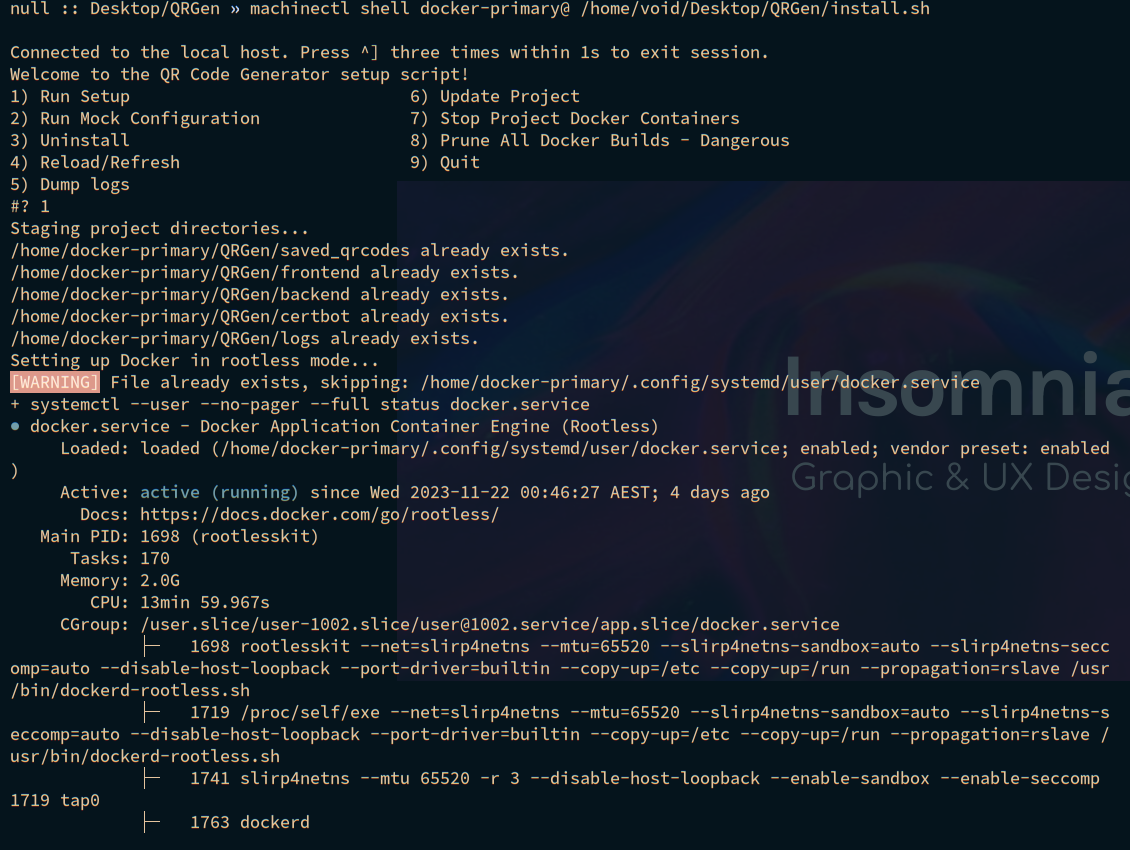 null :: Desktop/QRGen » machinectl shell docker-primary@ /home/void/Desktop/QRGen/install.sh
Connected to the local host. Press ^] three times within 1s to exit session.
Welcome to the QR Code Generator setup script!
1) Run Setup                            6) Update Project
2) Run Mock Configuration               7) Stop Project Docker Containers
3) Uninstall                            8) Prune All Docker Builds - Dangerous
4) Reload/Refresh                       9) Quit
5) Dump logs
#? 1
Staging project directories...
/home/docker-primary/QRGen/saved_qrcodes already exists.
/home/docker-primary/QRGen/frontend already exists.
/home/docker-primary/QRGen/backend already exists.
/home/docker-primary/QRGen/certbot already exists.
/home/docker-primary/QRGen/logs already exists.
Setting up Docker in rootless mode...
[WARNING] File already exists, skipping: /home/docker-primary/.config/systemd/user/docker.service
+ systemctl --user --no-pager --full status docker.service
● docker.service - Docker Application Container Engine (Rootless)
     Loaded: loaded (/home/docker-primary/.config/systemd/user/docker.service; enabled; vendor preset: enabled
)
     Active: active (running) since Wed 2023-11-22 00:46:27 AEST; 4 days ago
       Docs: https://docs.docker.com/go/rootless/
   Main PID: 1698 (rootlesskit)
      Tasks: 170
     Memory: 2.0G
        CPU: 13min 59.967s
     CGroup: /user.slice/user-1002.slice/user@1002.service/app.slice/docker.service
             ├─   1698 rootlesskit --net=slirp4netns --mtu=65520 --slirp4netns-sandbox=auto --slirp4netns-secc
omp=auto --disable-host-loopback --port-driver=builtin --copy-up=/etc --copy-up=/run --propagation=rslave /usr
/bin/dockerd-rootless.sh
             ├─   1719 /proc/self/exe --net=slirp4netns --mtu=65520 --slirp4netns-sandbox=auto --slirp4netns-s
eccomp=auto --disable-host-loopback --port-driver=builtin --copy-up=/etc --copy-up=/run --propagation=rslave /
usr/bin/dockerd-rootless.sh
             ├─   1741 slirp4netns --mtu 65520 -r 3 --disable-host-loopback --enable-sandbox --enable-seccomp
1719 tap0
             ├─   1763 dockerd
Insomnia
Graphic & UX Desig